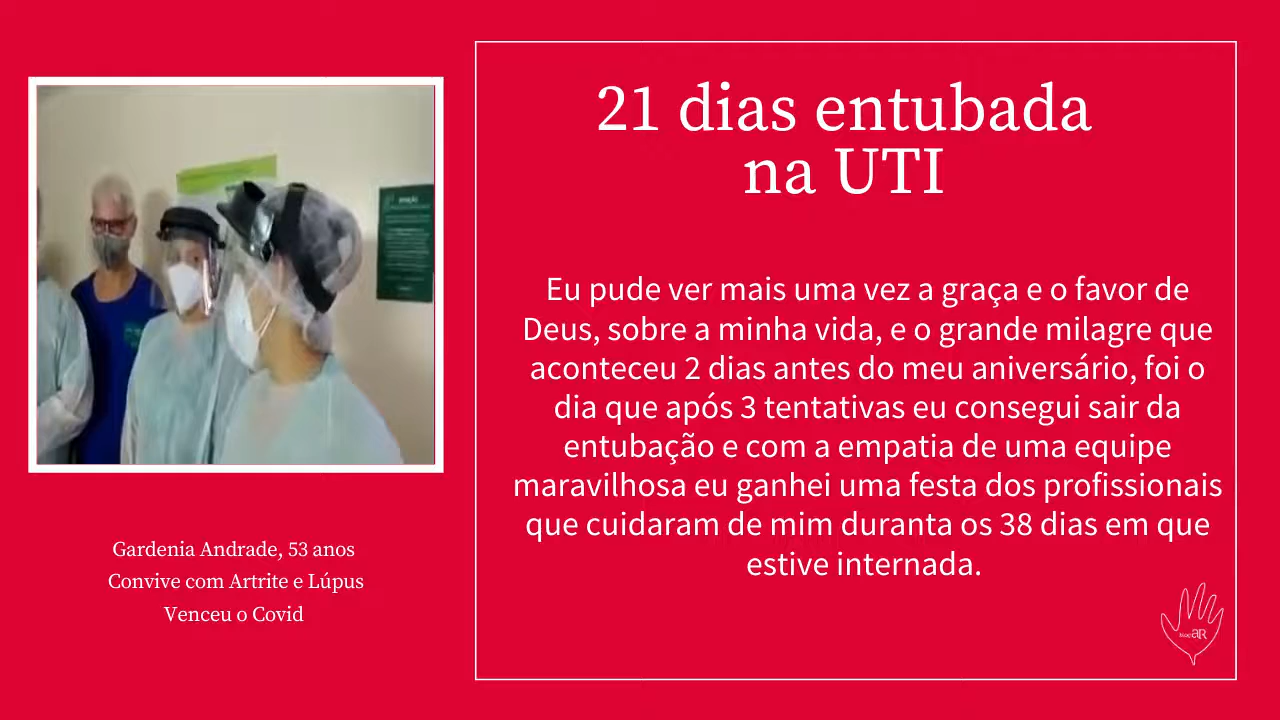 21 dias entubada
na UTI
Eu pude ver mais uma vez a graça e o favor de
Deus, sobre a minha vida, e o grande milagre que
aconteceu 2 dias antes do meu aniversário, foi o
dia que após 3 tentativas eu consegui sair da
entubação e com a empatia de uma equipe
maravilhosa eu ganhei uma festa dos profissionais
que cuidaram de mim duranta os 38 dias em que
estive internada.
Gardenia Andrade, 53 anos
Convive com Artrite e Lúpus
Venceu o Covid